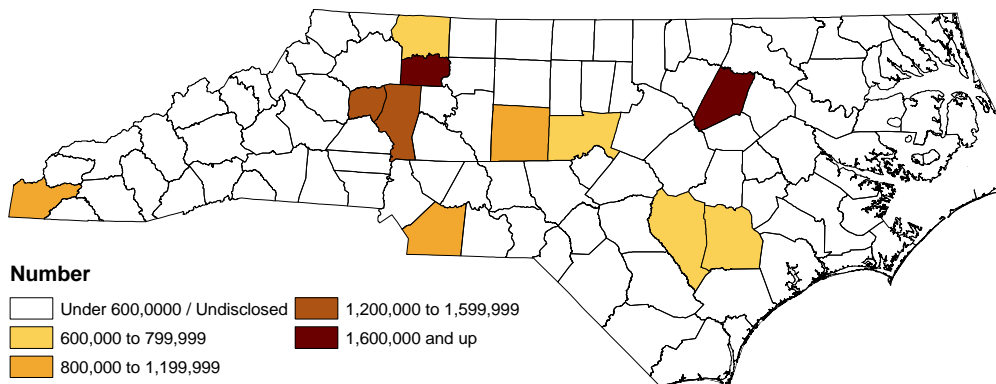 Number
Under 600,0000 / Undisclosed
600,000 to 799,999
800,000 to 1,199,999
1,200,000 to 1,599,999
1,600,000 and up